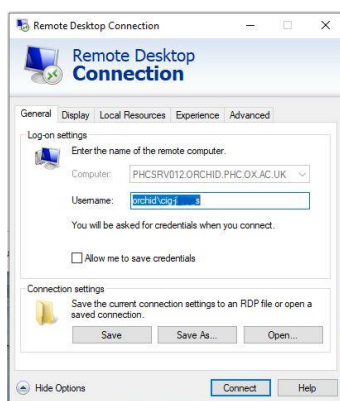 Remote Desktop Connection
Remote Desktop
Connection
General Display Local Resources Experience Advanced
Log-on settings
Enter the name of the remote computer.
Computer: PHCSRV012.ORCHID.PHC.OX.AC.UK
Username: orchid\cig-j s
You will be asked for credentials when you connect.
Allow me to save credentials
Connection settings
Save the current connection settings to an RDP file or open a
saved connection.
Save Save As... Open...
Hide Options Connect Help